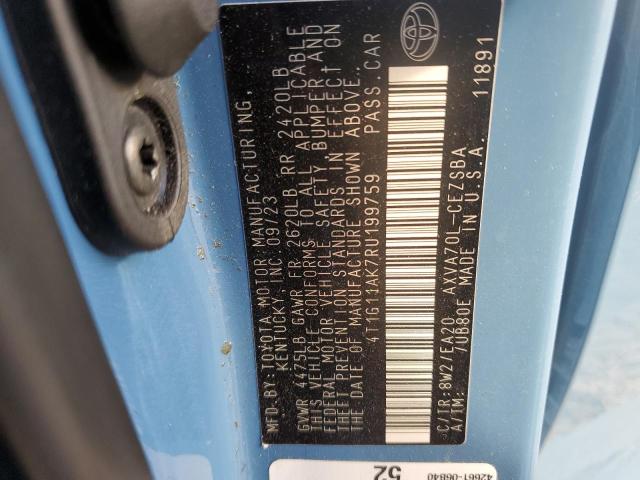 MFD. BY: TOYOTA MOTOR MANUFACTURING,
KENTUCKY, INC. 09/23
GVWR 4475LB GAWR FR 2620LB RR 2420LB
THIS VEHICLE CONFORMS TO ALL APPLICABLE
FEDERAL MOTOR VEHICLE SAFETY, BUMPER AND
THEFT PREVENTION STANDARDS IN EFFECT ON
THE DATE OF MANUFACTURE SHOWN ABOVE.
4T1G11AK7RU199759 PASS. CAR
C/TR: 8W2/EA20 AXVA70L-CEZSBA
A/TM: 70B80E MADE IN U.S.A. 11891
52
42661-06B40